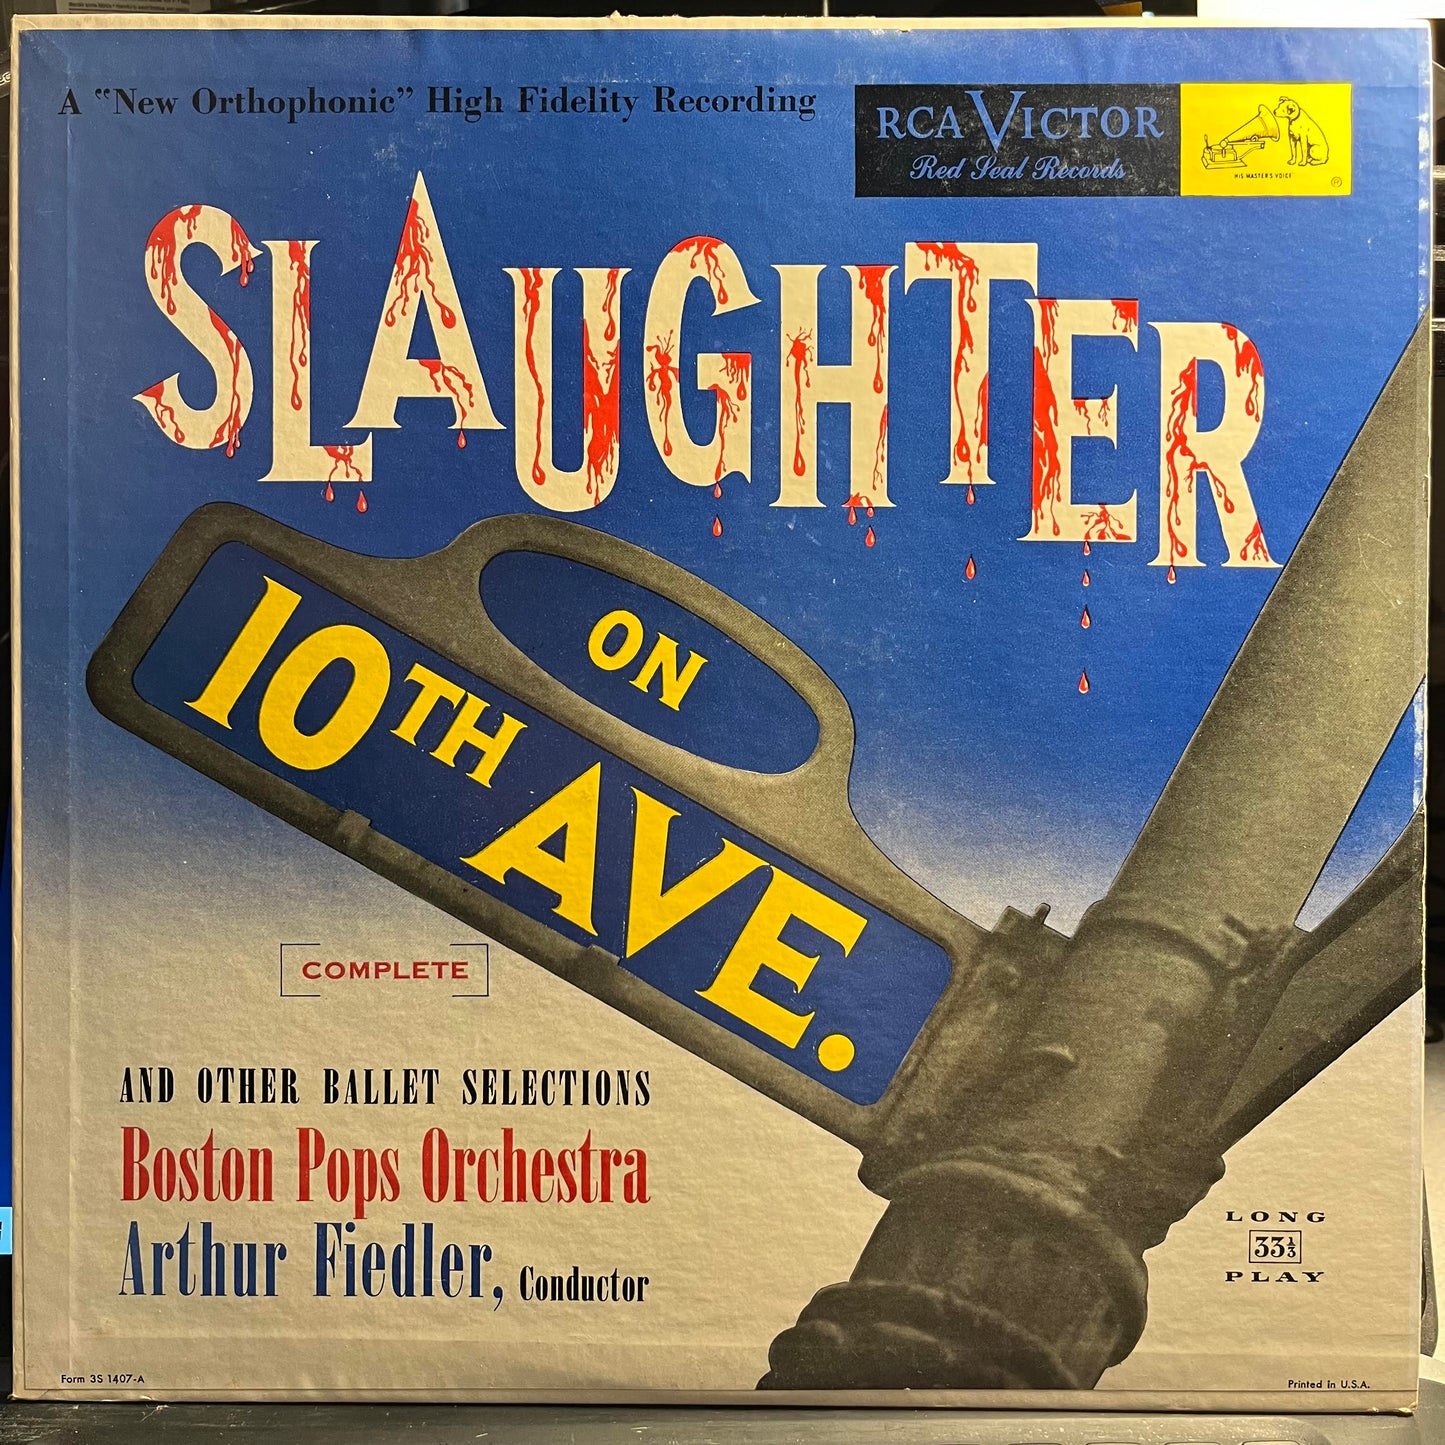 A “New Orthophonic” High Fidelity Recording
RCA VICTOR
Red Seal Records
HIS MASTER'S VOICE
®
SLAUGHTER
ON
10TH AVE.
COMPLETE
AND OTHER BALLET SELECTIONS
Boston Pops Orchestra
Arthur Fiedler, Conductor
LONG
33⅓
PLAY
Form 3S 1407-A
Printed in U.S.A.